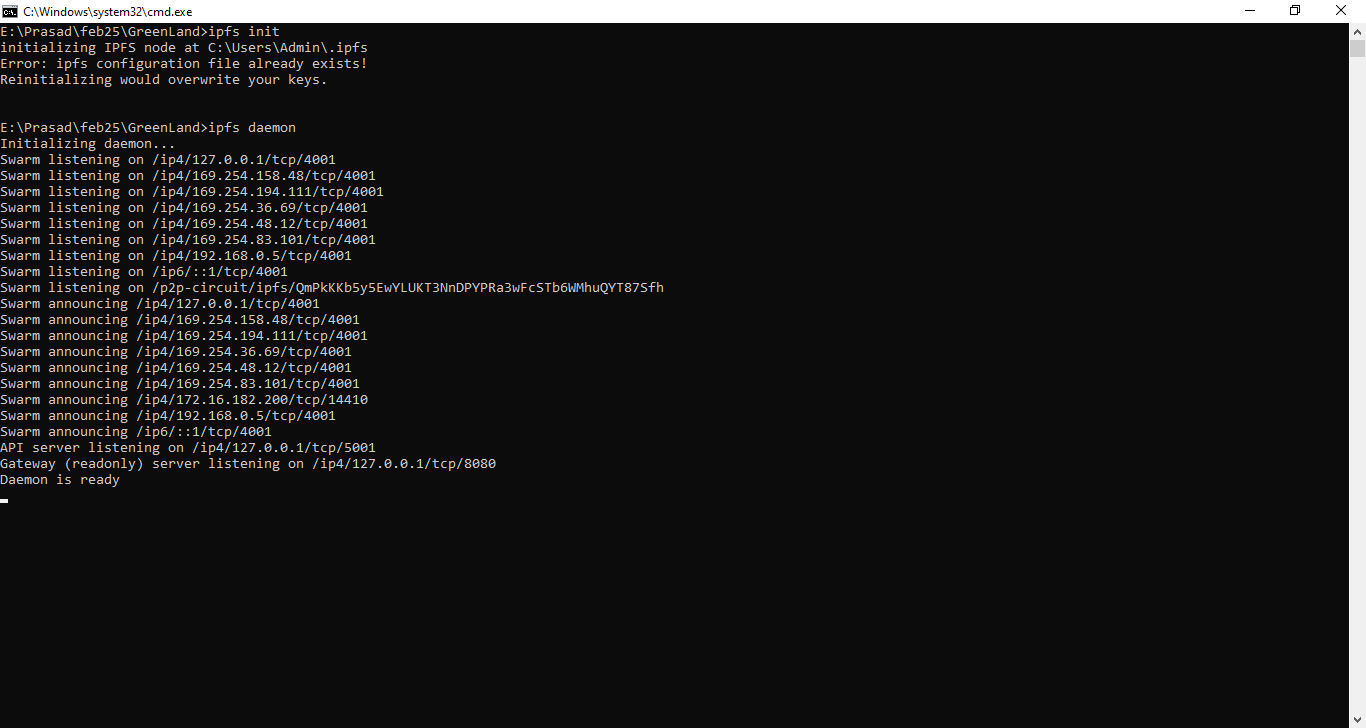 C:\Windows\system32\cmd.exe
E:\Prasad\feb25\GreenLand>ipfs init
initializing IPFS node at C:\Users\Admin\.ipfs
Error: ipfs configuration file already exists!
Reinitializing would overwrite your keys.
E:\Prasad\feb25\GreenLand>ipfs daemon
Initializing daemon...
Swarm listening on /ip4/127.0.0.1/tcp/4001
Swarm listening on /ip4/169.254.158.48/tcp/4001
Swarm listening on /ip4/169.254.194.111/tcp/4001
Swarm listening on /ip4/169.254.36.69/tcp/4001
Swarm listening on /ip4/169.254.48.12/tcp/4001
Swarm listening on /ip4/169.254.83.101/tcp/4001
Swarm listening on /ip4/192.168.0.5/tcp/4001
Swarm listening on /ip6/::1/tcp/4001
Swarm listening on /p2p-circuit/ipfs/QmPkKKb5y5EwYLUKT3NnDPYPRa3wFcSTb6WMhuQYT87Sfh
Swarm announcing /ip4/127.0.0.1/tcp/4001
Swarm announcing /ip4/169.254.158.48/tcp/4001
Swarm announcing /ip4/169.254.194.111/tcp/4001
Swarm announcing /ip4/169.254.36.69/tcp/4001
Swarm announcing /ip4/169.254.48.12/tcp/4001
Swarm announcing /ip4/169.254.83.101/tcp/4001
Swarm announcing /ip4/172.16.182.200/tcp/14410
Swarm announcing /ip4/192.168.0.5/tcp/4001
Swarm announcing /ip6/::1/tcp/4001
API server listening on /ip4/127.0.0.1/tcp/5001
Gateway (readonly) server listening on /ip4/127.0.0.1/tcp/8080
Daemon is ready